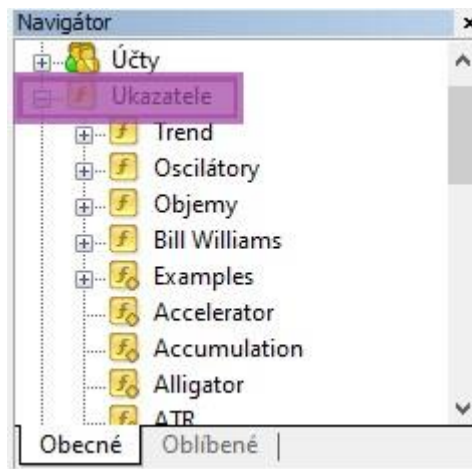 Navigátor
Účty
Ukazatele
Trend
Oscilátory
Objemy
Bill Williams
Examples
Accelerator
Accumulation
Alligator
ATR
Obecné Oblíbené